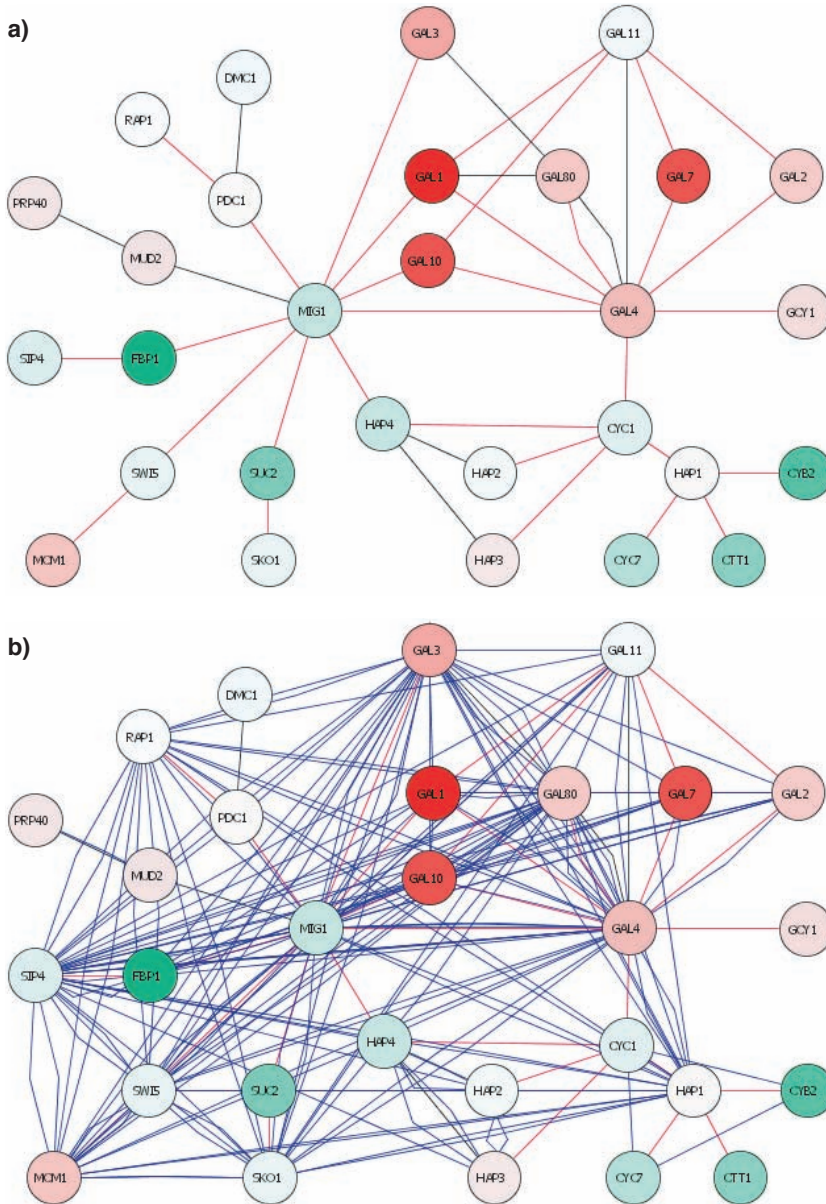 a)
GAL3 GAL11
DMC1
RAP1
GAL1 GAL80 GAL7 GAL2
PRP40 PDC1
MUD2 GAL10
MIG1 GAL4 GCY1
SIP4 FBP1
HAP4 CYC1
SWI5 SUC2 HAP2 HAP1 CYB2
MCM1 SKO1 HAP3 CYC7 CTT1
b)
GAL3 GAL11
DMC1
RAP1
GAL1 GAL80 GAL7 GAL2
PRP40 PDC1
MUD2 GAL10
MIG1 GAL4 GCY1
SIP4 FBP1
HAP4 CYC1
SWI5 SUC2 HAP2 HAP1 CYB2
MCM1 SKO1 HAP3 CYC7 CTT1